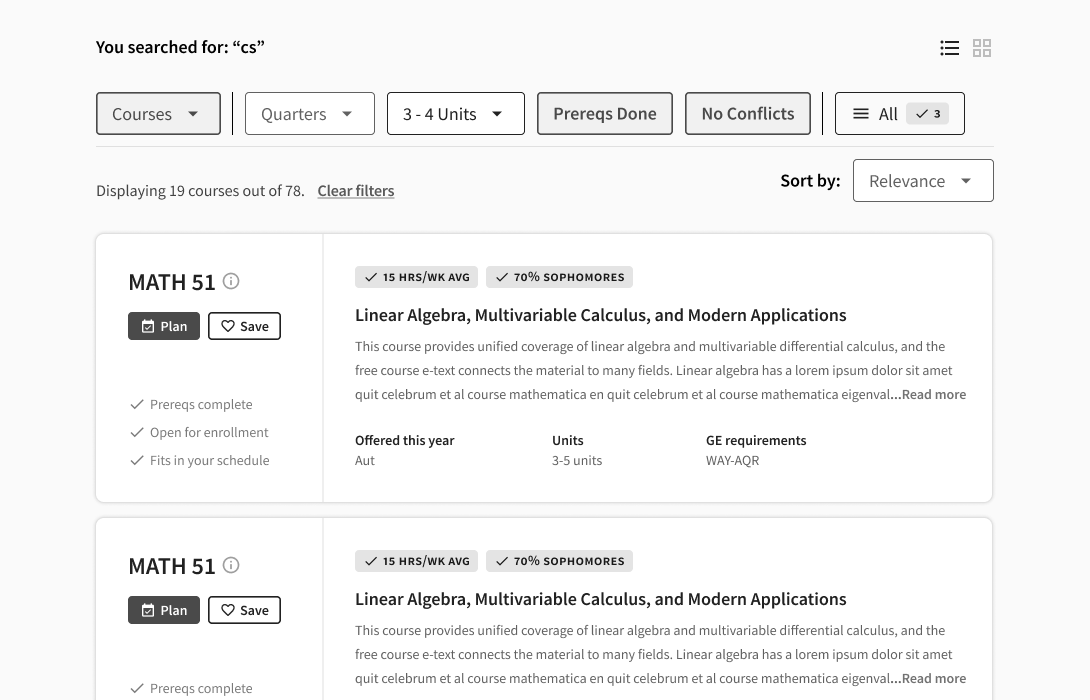 You searched for: “cs”
Courses
Quarters
3 - 4 Units
Prereqs Done
No Conflicts
All 3
Displaying 19 courses out of 78. Clear filters
Sort by: Relevance
MATH 51
Plan Save
Prereqs complete
Open for enrollment
Fits in your schedule
15 HRS/WK AVG 70% SOPHOMORES
Linear Algebra, Multivariable Calculus, and Modern Applications
This course provides unified coverage of linear algebra and multivariable differential calculus, and the
free course e-text connects the material to many fields. Linear algebra has a lorem ipsum dolor sit amet
quit celebrum et al course mathematica en quit celebrum et al course mathematica eigenval...Read more
Offered this year
Aut
Units
3-5 units
GE requirements
WAY-AQR
MATH 51
Plan Save
Prereqs complete
15 HRS/WK AVG 70% SOPHOMORES
Linear Algebra, Multivariable Calculus, and Modern Applications
This course provides unified coverage of linear algebra and multivariable differential calculus, and the
free course e-text connects the material to many fields. Linear algebra has a lorem ipsum dolor sit amet
quit celebrum et al course mathematica en quit celebrum et al course mathematica eigenval...Read more